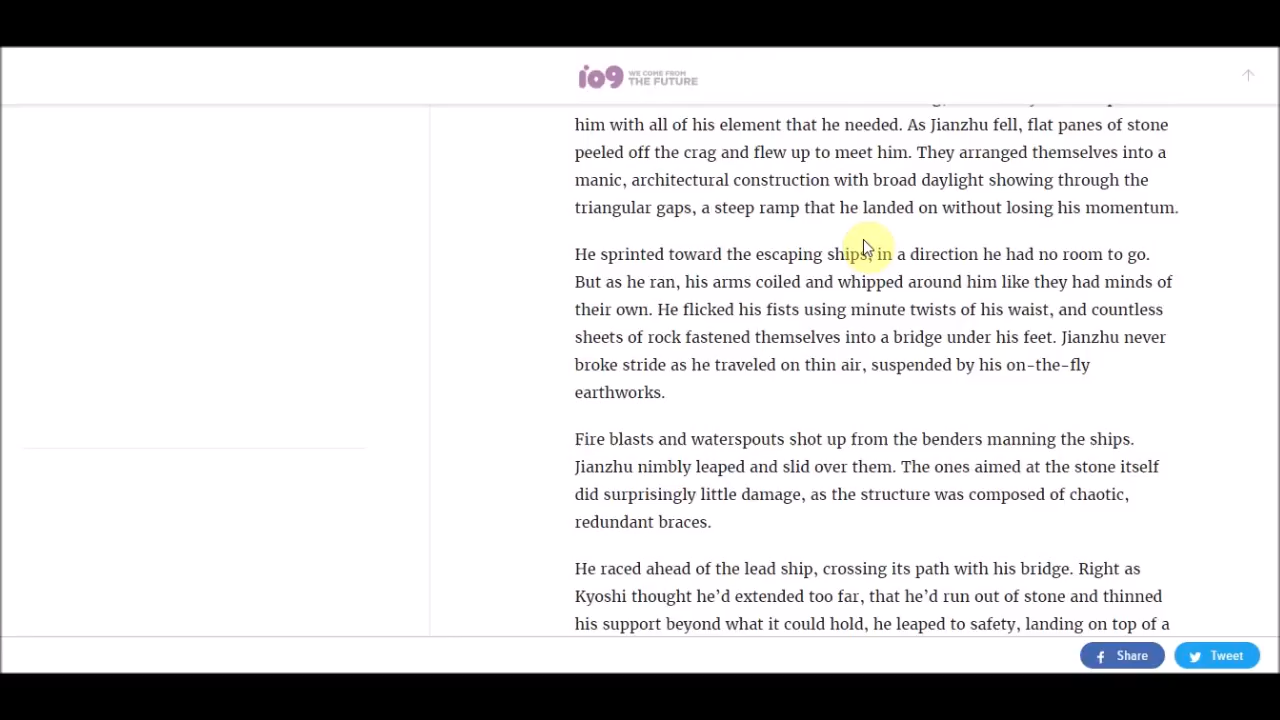 io9 WE COME FROM
THE FUTURE
him with all of his element that he needed. As Jianzhu fell, flat panes of stone
peeled off the crag and flew up to meet him. They arranged themselves into a
manic, architectural construction with broad daylight showing through the
triangular gaps, a steep ramp that he landed on without losing his momentum.
He sprinted toward the escaping ships, in a direction he had no room to go.
But as he ran, his arms coiled and whipped around him like they had minds of
their own. He flicked his fists using minute twists of his waist, and countless
sheets of rock fastened themselves into a bridge under his feet. Jianzhu never
broke stride as he traveled on thin air, suspended by his on-the-fly
earthworks.
Fire blasts and waterspouts shot up from the benders manning the ships.
Jianzhu nimbly leaped and slid over them. The ones aimed at the stone itself
did surprisingly little damage, as the structure was composed of chaotic,
redundant braces.
He raced ahead of the lead ship, crossing its path with his bridge. Right as
Kyoshi thought he’d extended too far, that he’d run out of stone and thinned
his support beyond what it could hold, he leaped to safety, landing on top of a
Share
Tweet